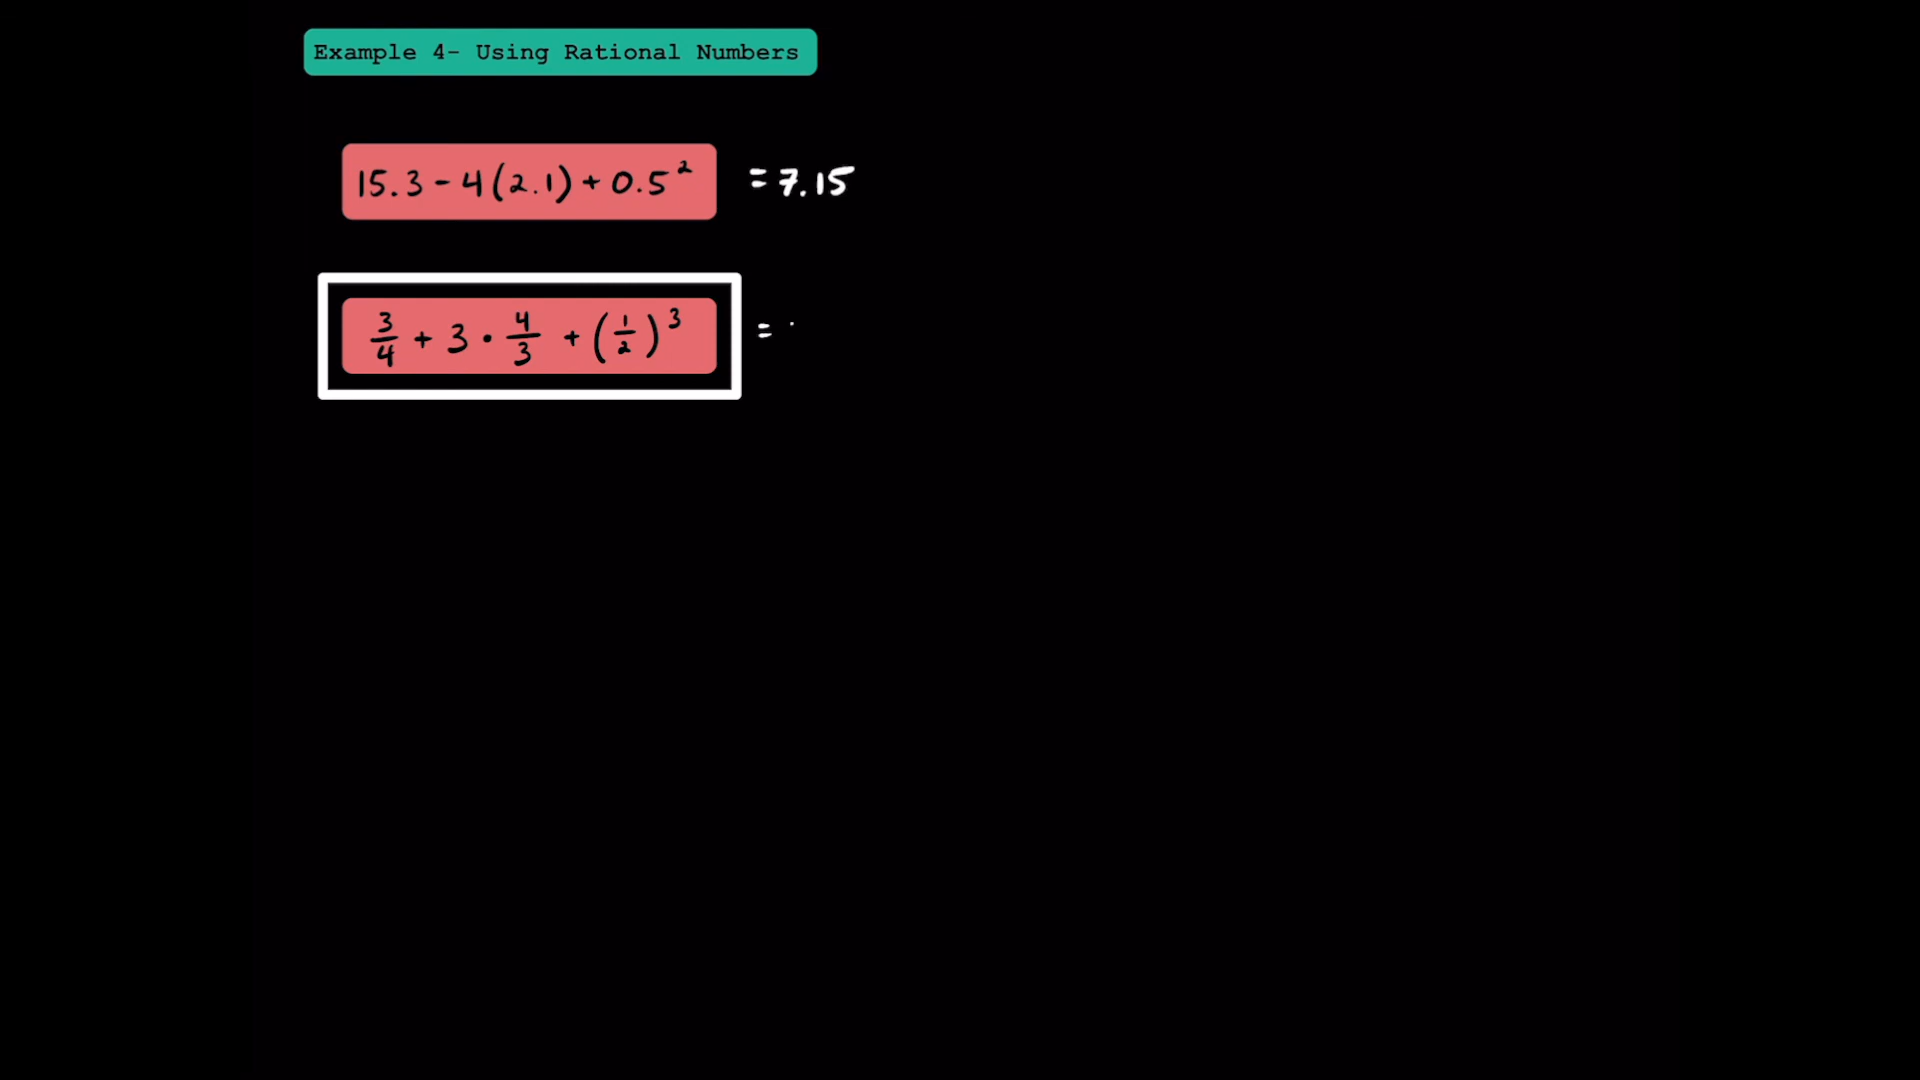 Example 4- Using Rational Numbers
15.3 - 4(2.1) + 0.5² = 7.15
3/4 + 3 · 4/3 + (1/2)³ =